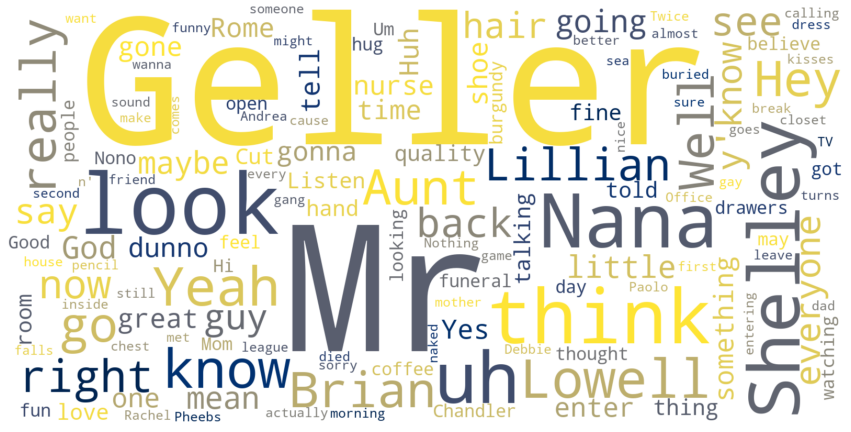 want
funny
someone
Twice
calling
dress
gone
Geller
Rome
might
Um
hug
Huh
hair
going
better
almost
see
believe
kisses
wanna
really
people
sound
make
comes
open
Andrea
cause
tell
nurse
time
shoe
burgundy
fine
sea
nice
buried
sure
y'know
Hey
break
closet
goes
TV
Nono
maybe
Cut
gonna
quality
Lillian
told
Well
gay
got
second
n'
friend
every
gang
Listen
hand
Aunt
Office
drawers
turns
say
look
looking
back
talking
Nana
Shelley
everyone
may
leave
Good
God
dunno
feel
Nothing
game
house
pencil
Hi
Mr
funeral
little
day
Paolo
first
now
inside
still
Yeah
mother
think
something
entering
dad
watching
room
go
great
guy
met
Mom
league
died
sorry
naked
Yes
Debbie
thought
falls
chest
right
know
Brian
coffee
uh
Lowell
enter
thing
fun
love
one
mean
Rachel
Pheebs
actually
morning
Chandler